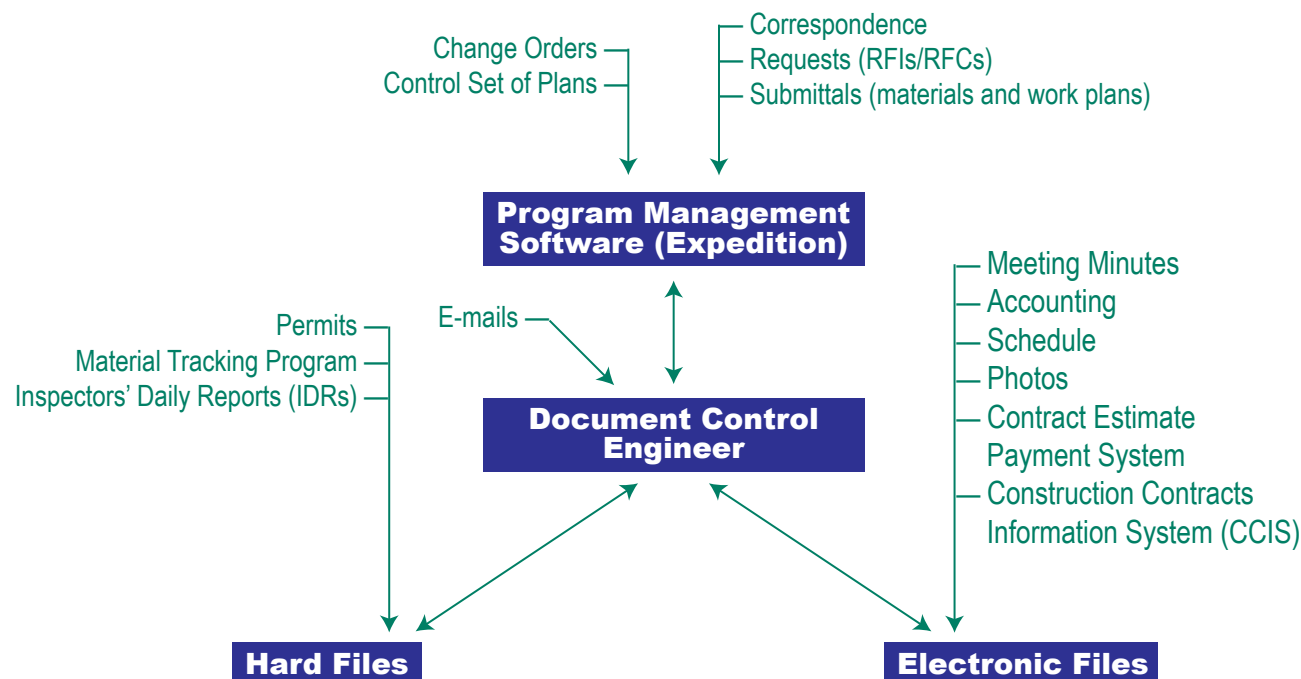 Change Orders
Control Set of Plans
Correspondence
Requests (RFIs/RFCs)
Submittals (materials and work plans)
Program Management
Software (Expedition)
E-mails
Document Control
Engineer
Permits
Material Tracking Program
Inspectors’ Daily Reports (IDRs)
Meeting Minutes
Accounting
Schedule
Photos
Contract Estimate
Payment System
Construction Contracts
Information System (CCIS)
Hard Files
Electronic Files